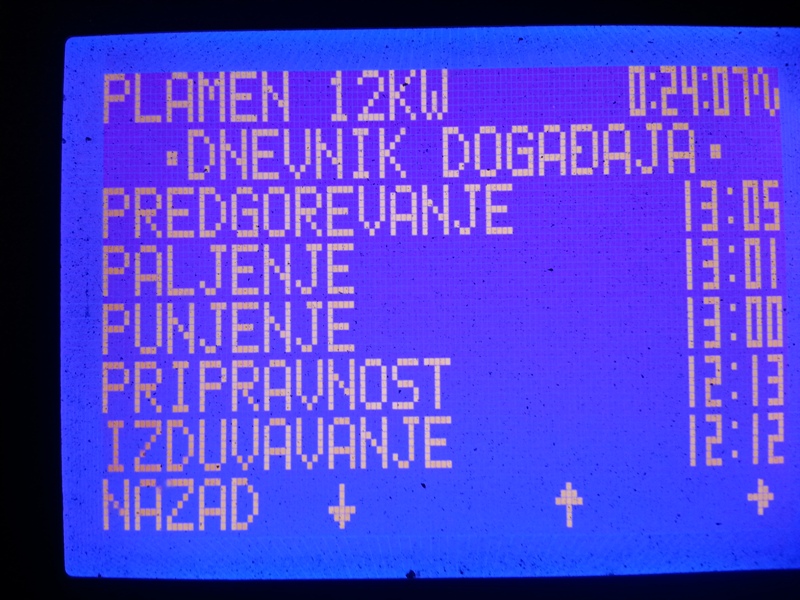 PLAMEN 12KW 0:24:07
·DNEVNIK DOGAĐAJA·
PREDGOREVANJE 13:05
PALJENJE 13:01
PUNJENJE 13:00
PRIPRAVNOST 12:13
IZDUVAVANJE 12:12
NAZAD ↓ ↑ →